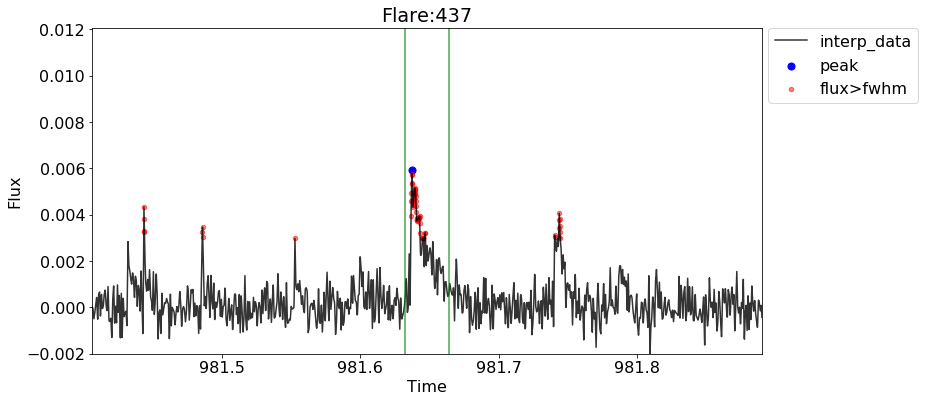 Flare:437
0.012
0.010
0.008
0.006
0.004
0.002
0.000
−0.002
Flux
981.5
981.6
981.7
981.8
Time
interp_data
peak
flux>fwhm